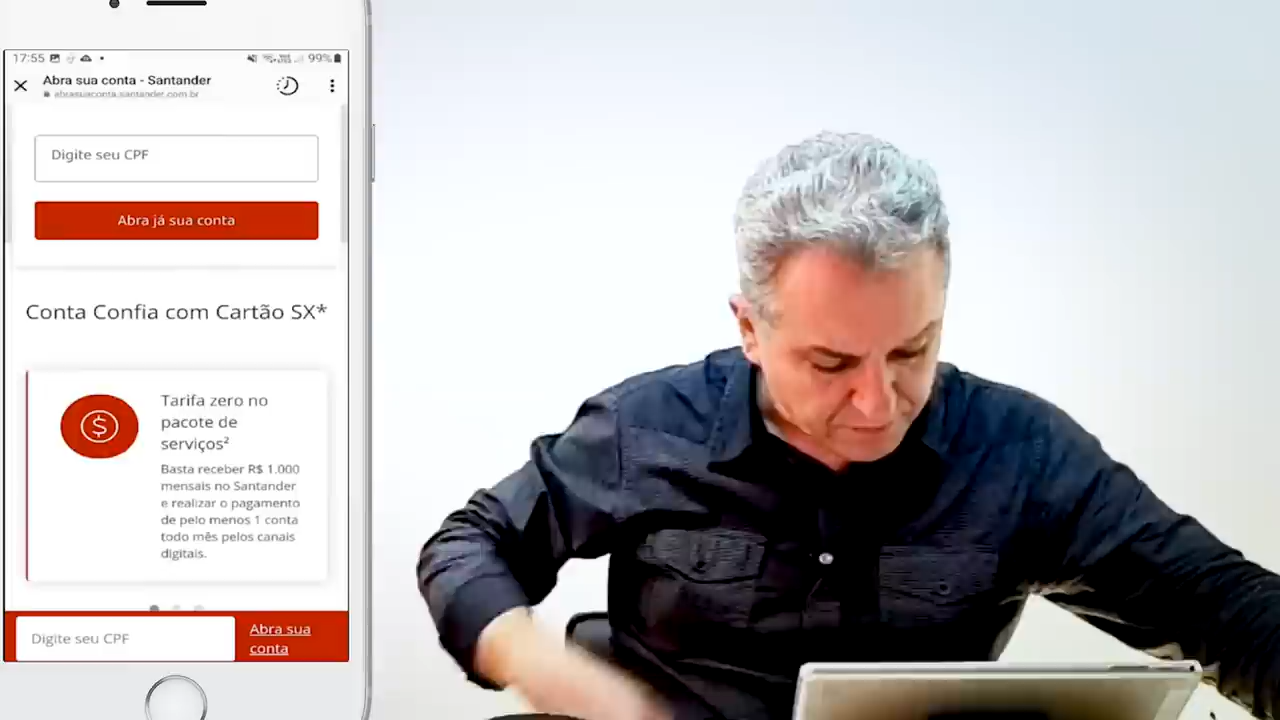 17:55
99%
Abra sua conta - Santander
abrasuaconta.santander.com.br
Digite seu CPF
Abra já sua conta
Conta Confia com Cartão SX*
Tarifa zero no
pacote de
serviços²
Basta receber R$ 1.000
mensais no Santander
e realizar o pagamento
de pelo menos 1 conta
todo mês pelos canais
digitais.
Digite seu CPF
Abra sua
conta